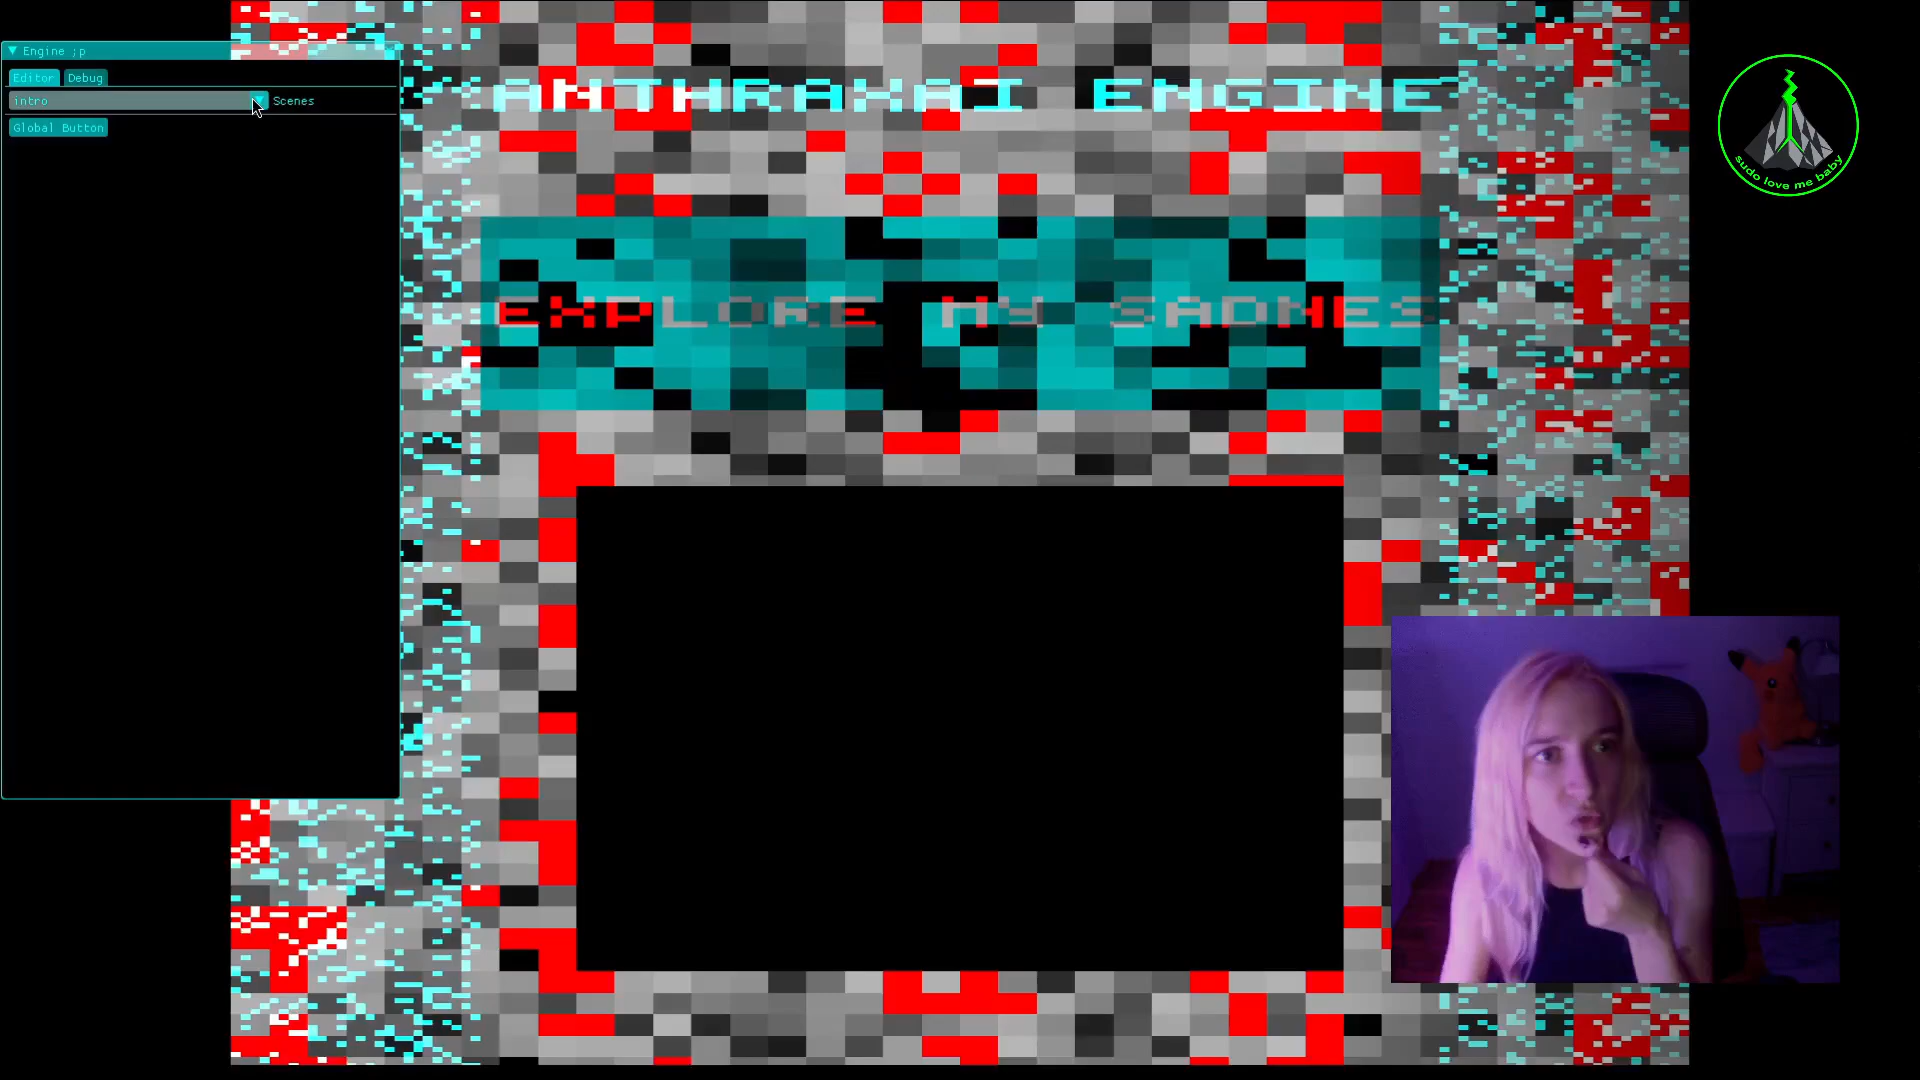 Engine ;p
Editor Debug
intro Scenes
Global Button
ANTHRAXAI ENGINE
EXPLORE MY SADNES
sudo love me baby